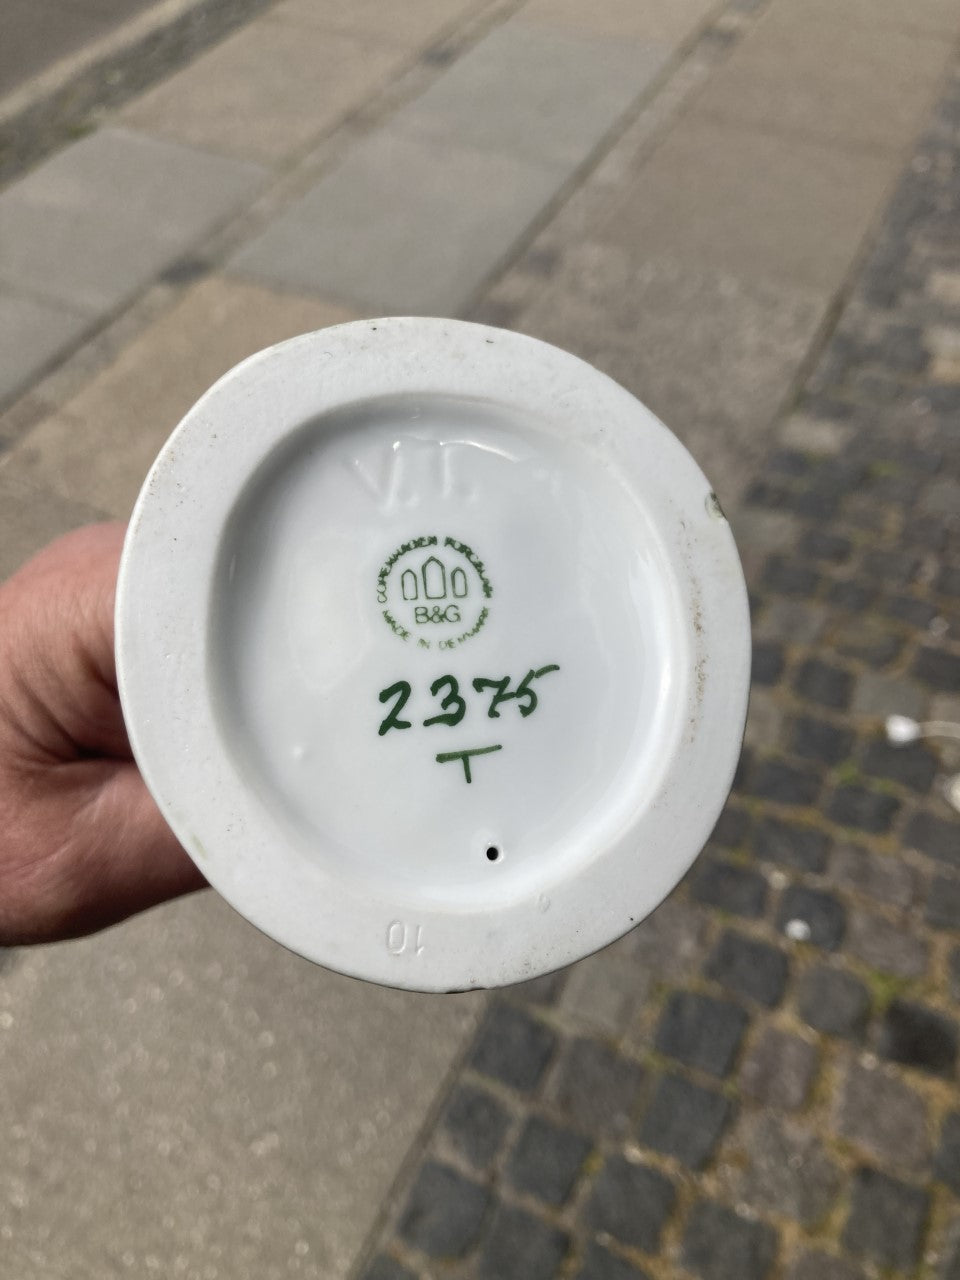 V.T.
COPENHAGEN PORCELAIN
B&G
MADE IN DENMARK
2375
T
10